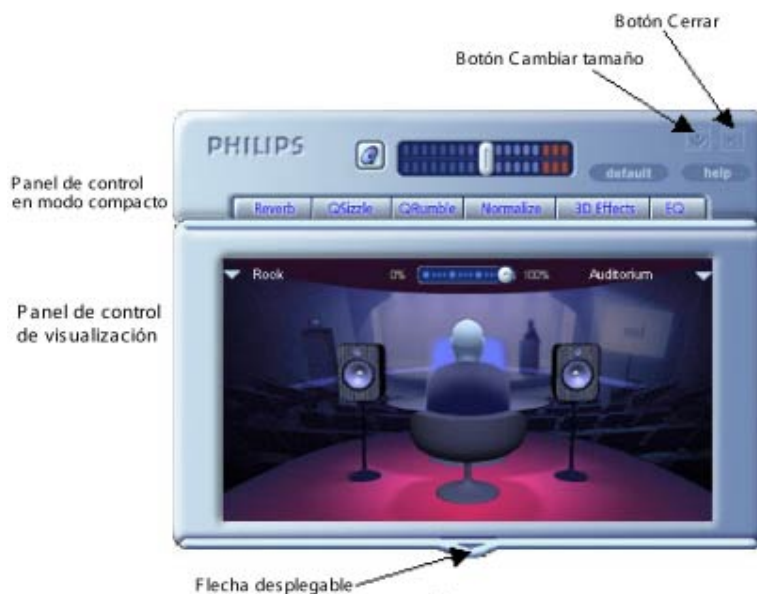 Botón Cerrar
Botón Cambiar tamaño
PHILIPS
default
help
Panel de control
en modo compacto
Reverb
QSizzle
QRumble
Normalize
3D Effects
EQ
Rook
0%
100%
Auditorium
Panel de control
de visualización
Flecha desplegable